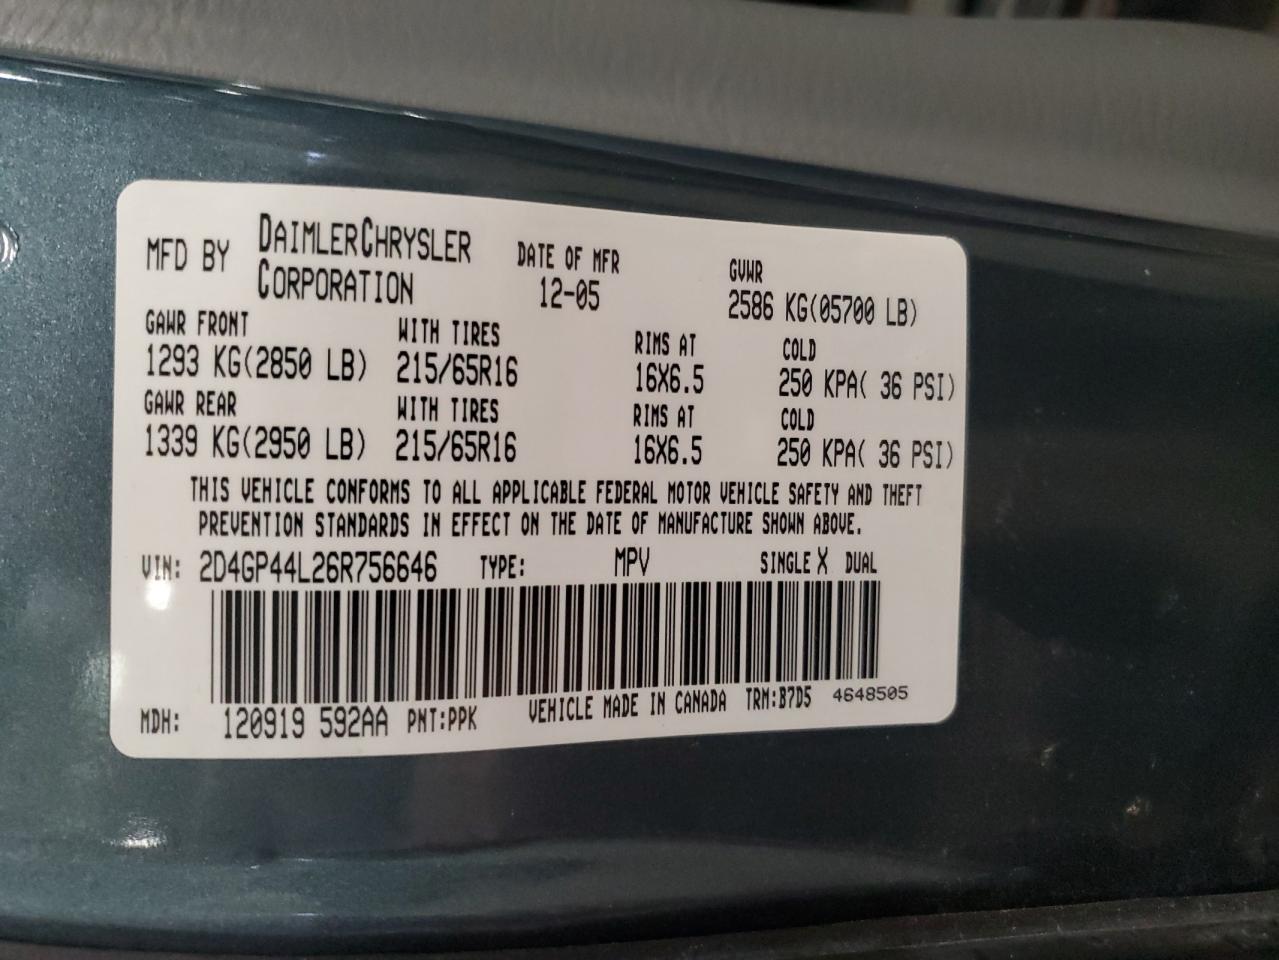 MFD BY DAIMLERCHRYSLER CORPORATION DATE OF MFR 12-05 GVWR 2586 KG(05700 LB)
GAWR FRONT WITH TIRES RIMS AT COLD
1293 KG(2850 LB) 215/65R16 16X6.5 250 KPA( 36 PSI)
GAWR REAR WITH TIRES RIMS AT COLD
1339 KG(2950 LB) 215/65R16 16X6.5 250 KPA( 36 PSI)
THIS VEHICLE CONFORMS TO ALL APPLICABLE FEDERAL MOTOR VEHICLE SAFETY AND THEFT
PREVENTION STANDARDS IN EFFECT ON THE DATE OF MANUFACTURE SHOWN ABOVE.
VIN: 2D4GP44L26R756646 TYPE: MPV SINGLE X DUAL
MDH: 120919 592AA PNT:PPK VEHICLE MADE IN CANADA TRM:B7D5 4648505